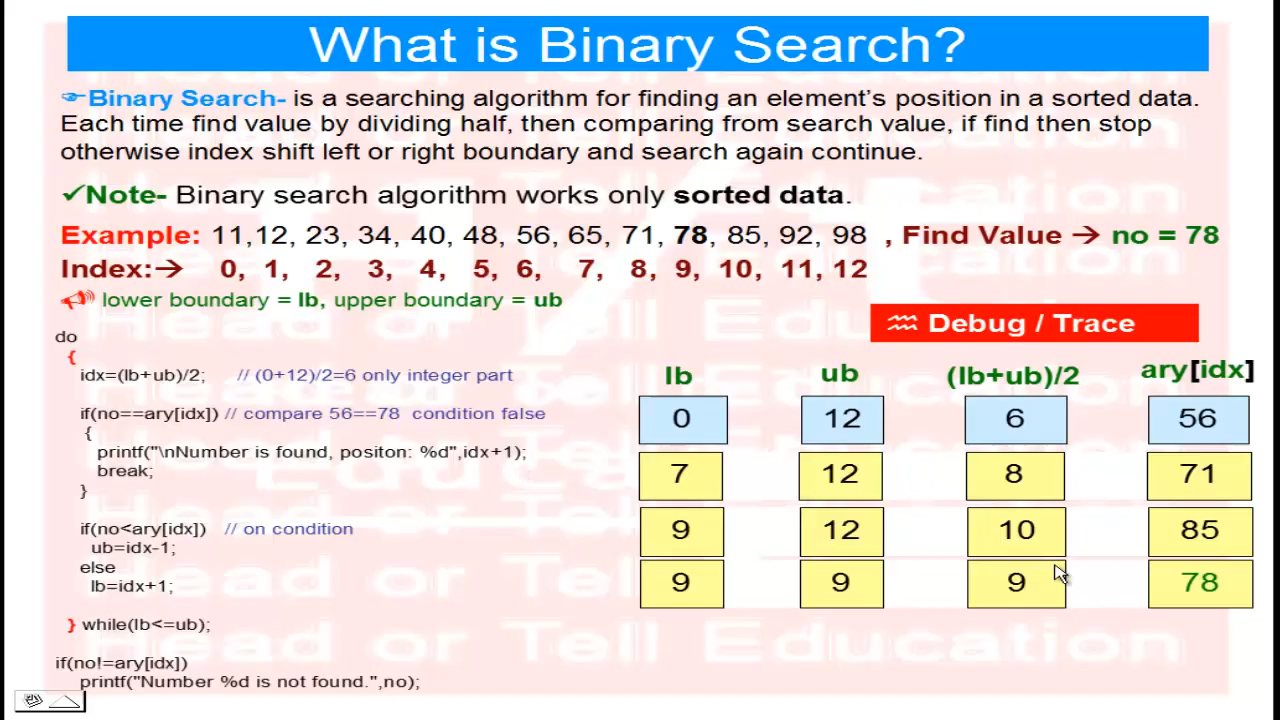 What is Binary Search?
☞Binary Search- is a searching algorithm for finding an element's position in a sorted data.
Each time find value by dividing half, then comparing from search value, if find then stop
otherwise index shift left or right boundary and search again continue.
✓Note- Binary search algorithm works only sorted data.
Example: 11,12, 23, 34, 40, 48, 56, 65, 71, 78, 85, 92, 98 , Find Value → no = 78
Index:→ 0, 1, 2, 3, 4, 5, 6, 7, 8, 9, 10, 11, 12
lower boundary = lb, upper boundary = ub
do
{
idx=(lb+ub)/2; // (0+12)/2=6 only integer part
if(no==ary[idx]) // compare 56==78 condition false
{
printf("\nNumber is found, positon: %d",idx+1);
break;
}
if(no<ary[idx]) // on condition
ub=idx-1;
else
lb=idx+1;
} while(lb<=ub);
if(no!=ary[idx])
printf("Number %d is not found.",no);
♒ Debug / Trace
lb ub (lb+ub)/2 ary[idx]
0 12 6 56
7 12 8 71
9 12 10 85
9 9 9 78
Head or Tell Education